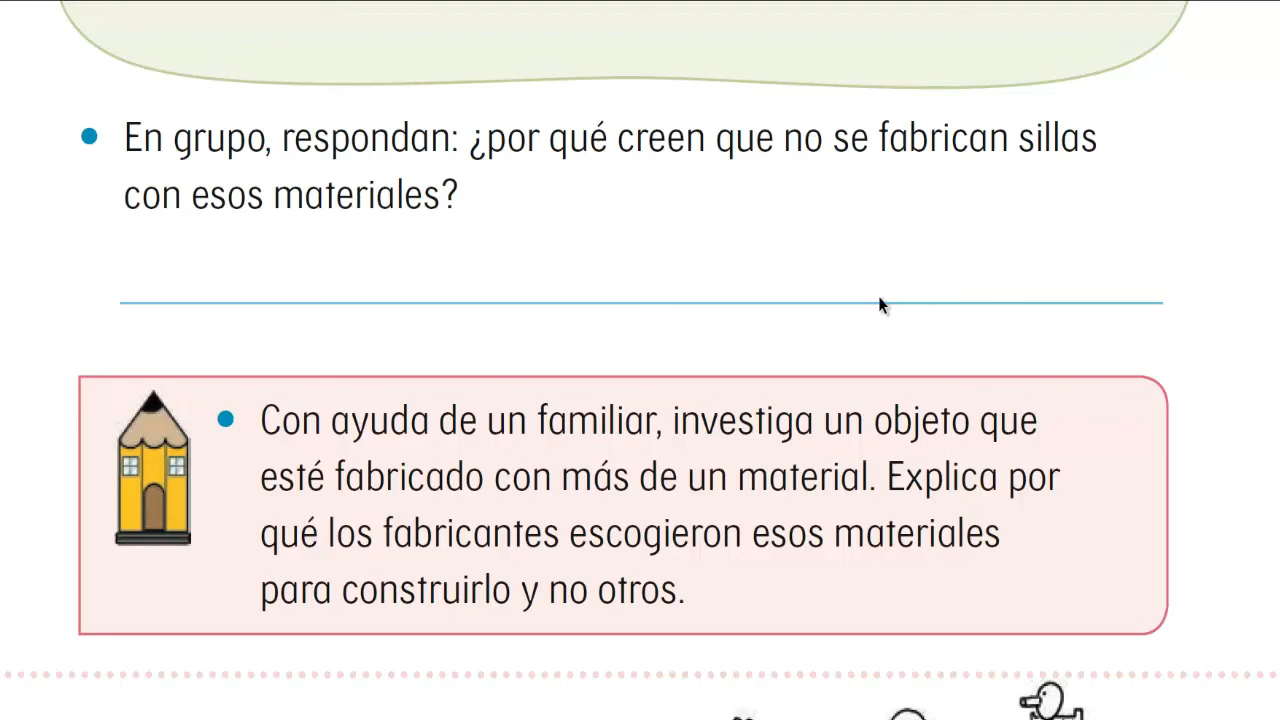 En grupo, respondan: ¿por qué creen que no se fabrican sillas
con esos materiales?
Con ayuda de un familiar, investiga un objeto que
esté fabricado con más de un material. Explica por
qué los fabricantes escogieron esos materiales
para construirlo y no otros.